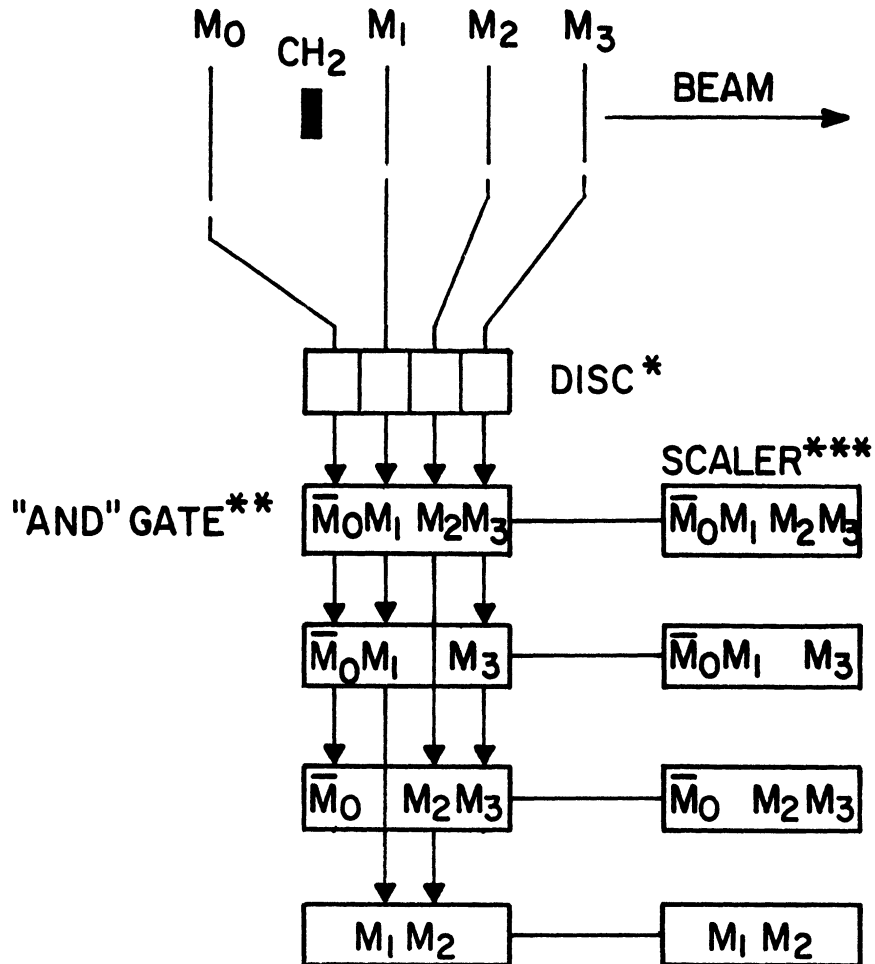 M0 CH2 M1 M2 M3
BEAM
DISC*
SCALER***
"AND" GATE** M̅0M1 M2M3 M̅0M1 M2M3
M̅0M1 M3 M̅0M1 M3
M̅0 M2M3 M̅0 M2M3
M1 M2 M1 M2